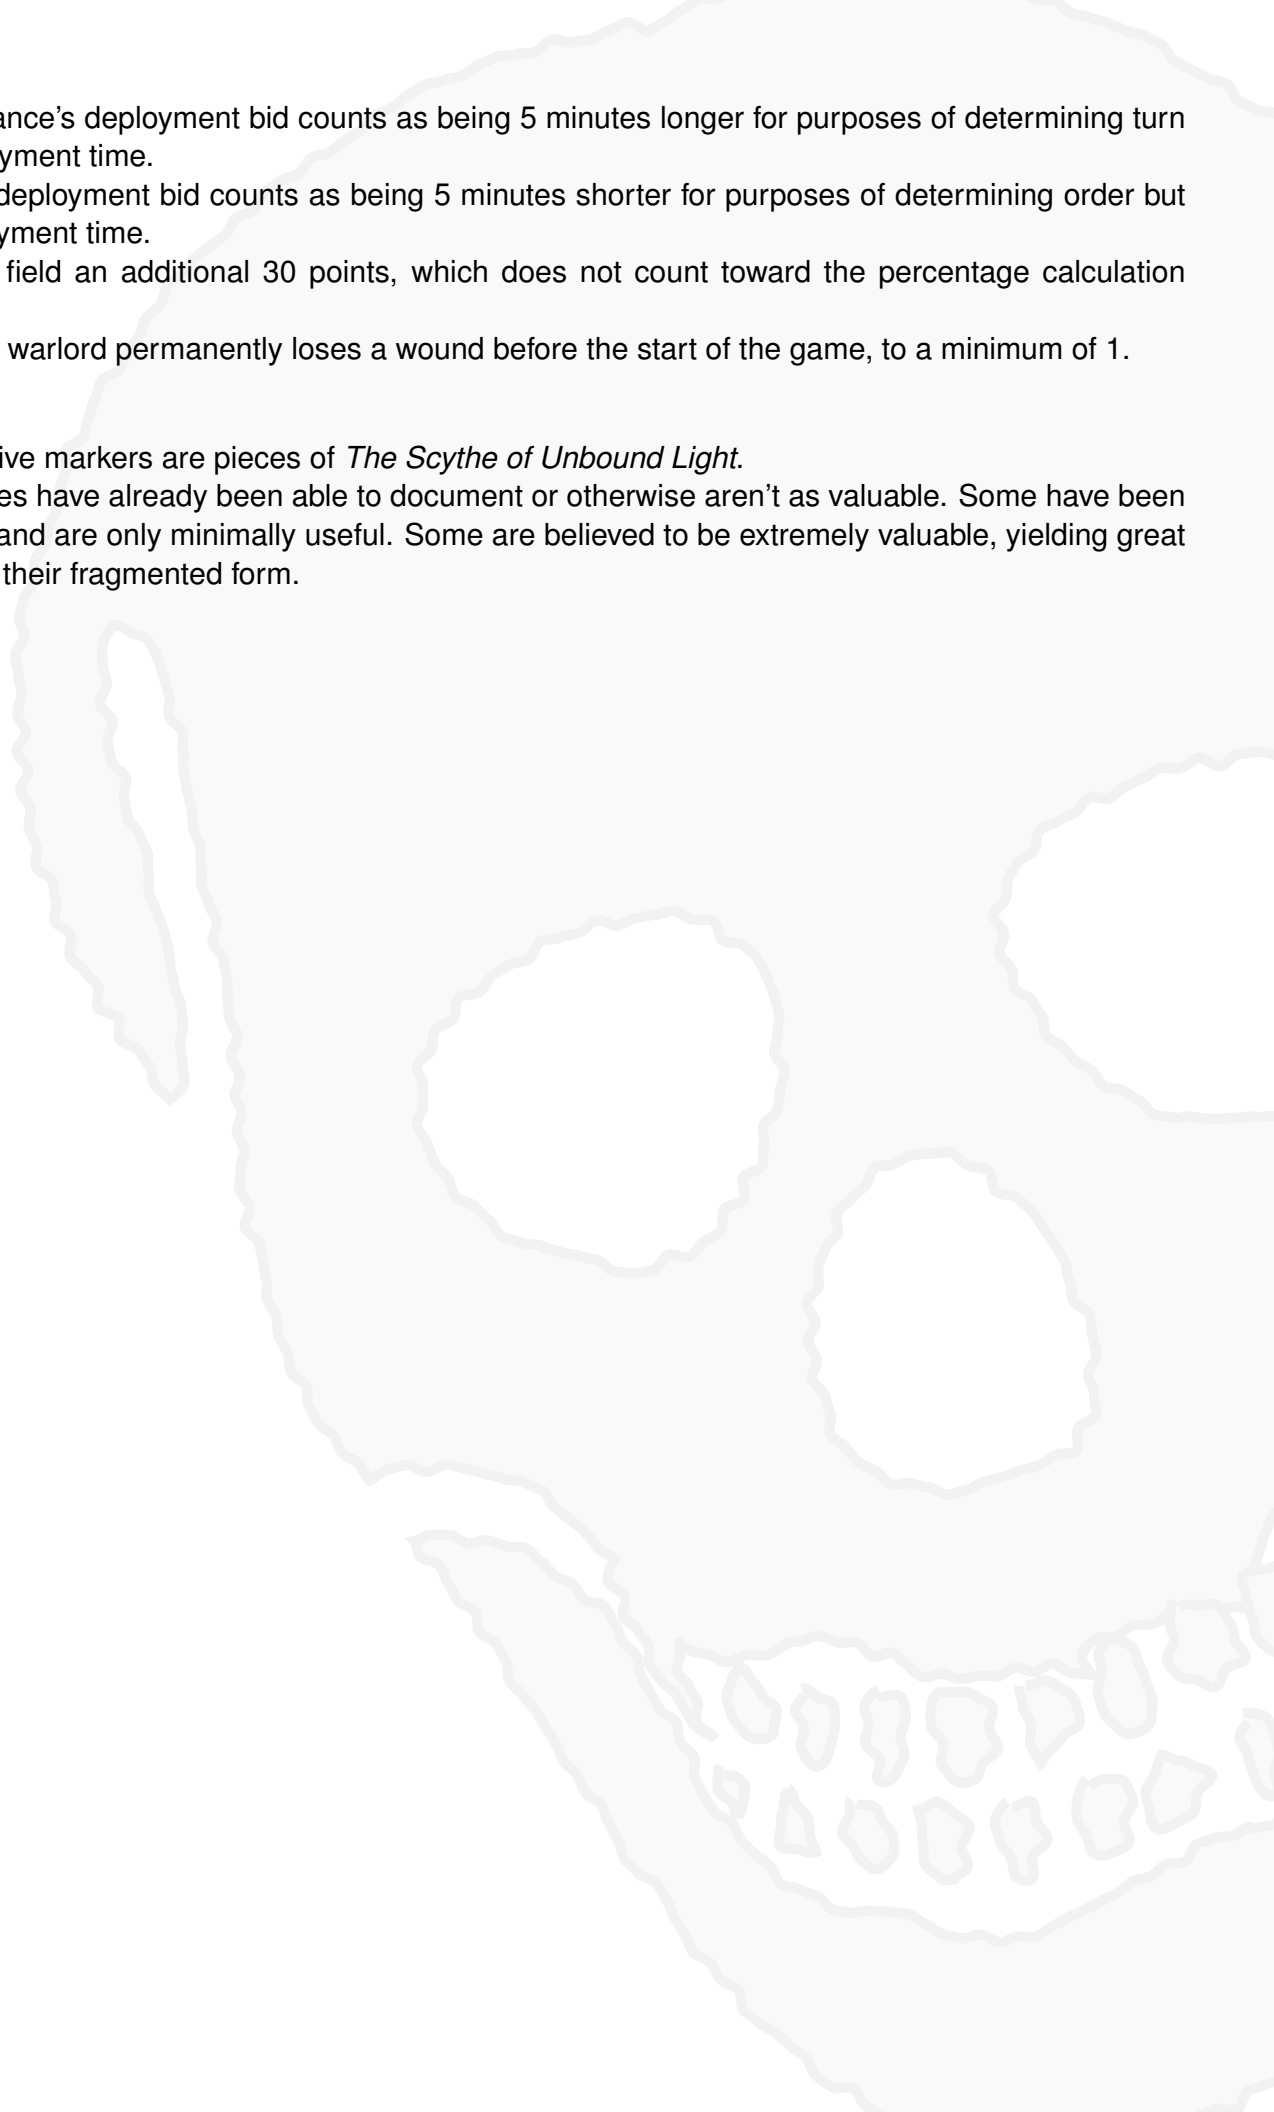 ance's deployment bid counts as being 5 minutes longer for purposes of determining turn
yment time.
deployment bid counts as being 5 minutes shorter for purposes of determining order but
yment time.
field an additional 30 points, which does not count toward the percentage calculation
warlord permanently loses a wound before the start of the game, to a minimum of 1.
ive markers are pieces of The Scythe of Unbound Light.
es have already been able to document or otherwise aren't as valuable. Some have been
and are only minimally useful. Some are believed to be extremely valuable, yielding great
their fragmented form.